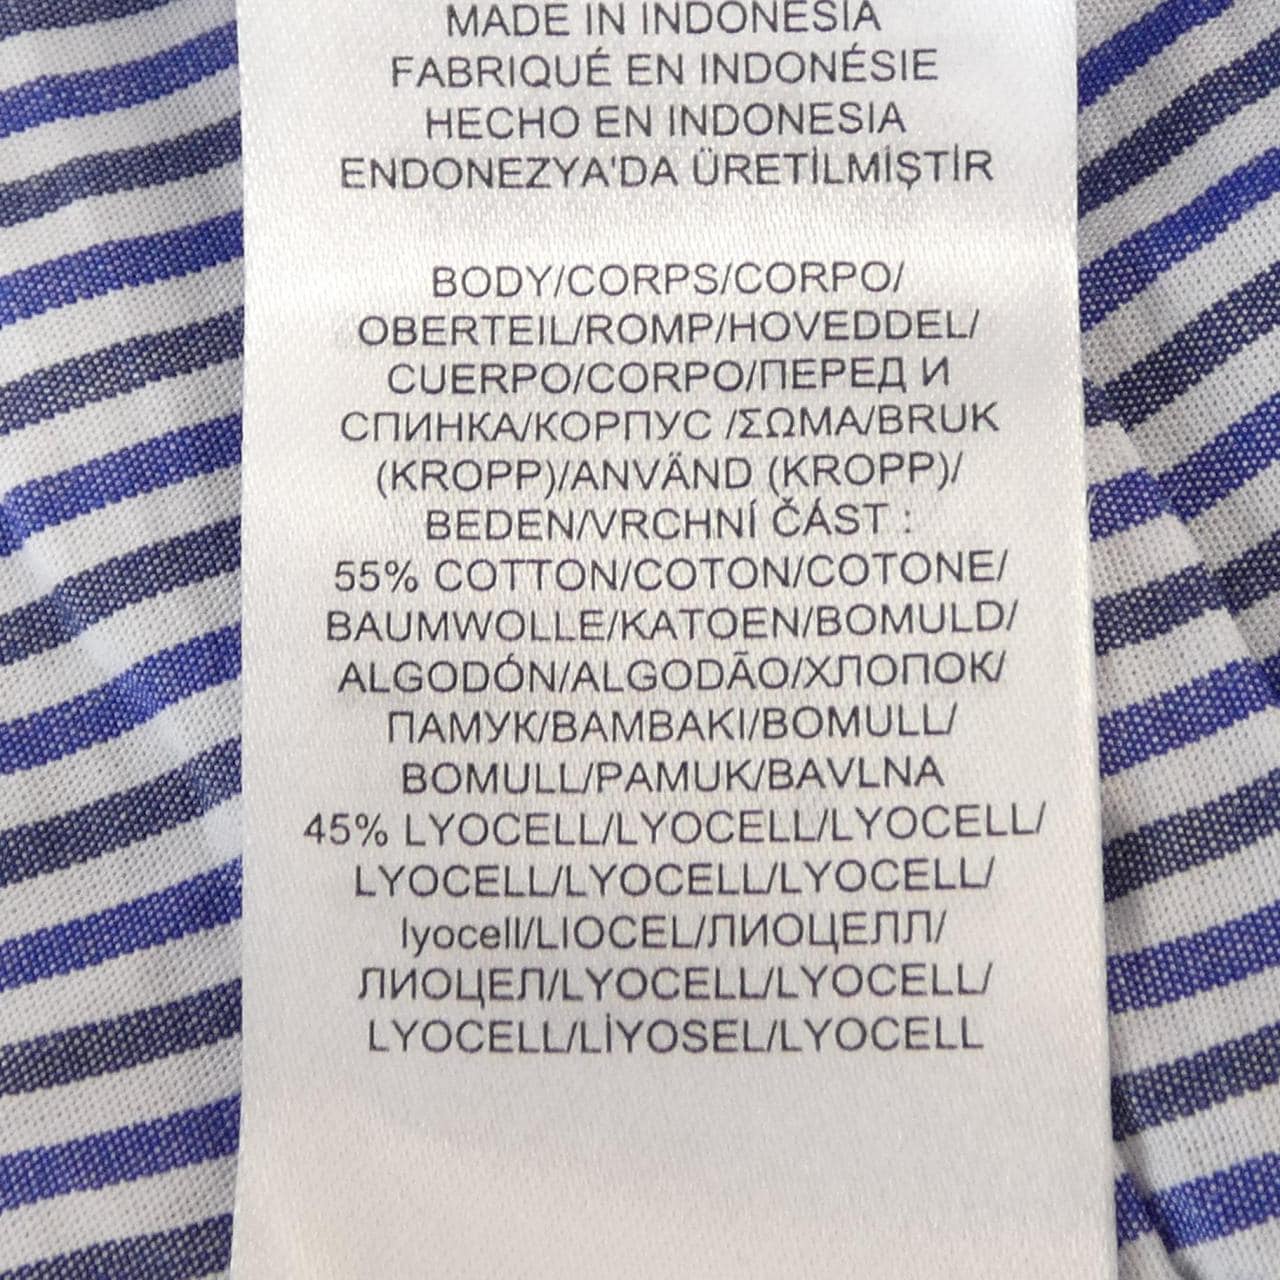 MADE IN INDONESIA
FABRIQUÉ EN INDONÉSIE
HECHO EN INDONESIA
ENDONEZYA'DA ÜRETİLMİŞTİR
BODY/CORPS/CORPO/
OBERTEIL/ROMP/HOVEDDEL/
CUERPO/CORPO/ПЕРЕД И
СПИНКА/КОРПУС /ΣΩΜΑ/BRUK
(KROPP)/ANVÄND (KROPP)/
BEDEN/VRCHNÍ ČÁST :
55% COTTON/COTON/COTONE/
BAUMWOLLE/KATOEN/BOMULD/
ALGODÓN/ALGODÃO/ХЛОПОК/
ПАМУК/ΒΑΜΒΑΚΙ/BOMULL/
BOMULL/PAMUK/BAVLNA
45% LYOCELL/LYOCELL/LYOCELL/
LYOCELL/LYOCELL/LYOCELL/
lyocell/LIOCEL/ЛИОЦЕЛЛ/
ЛИОЦЕЛ/LYOCELL/LYOCELL/
LYOCELL/LİYOSEL/LYOCELL